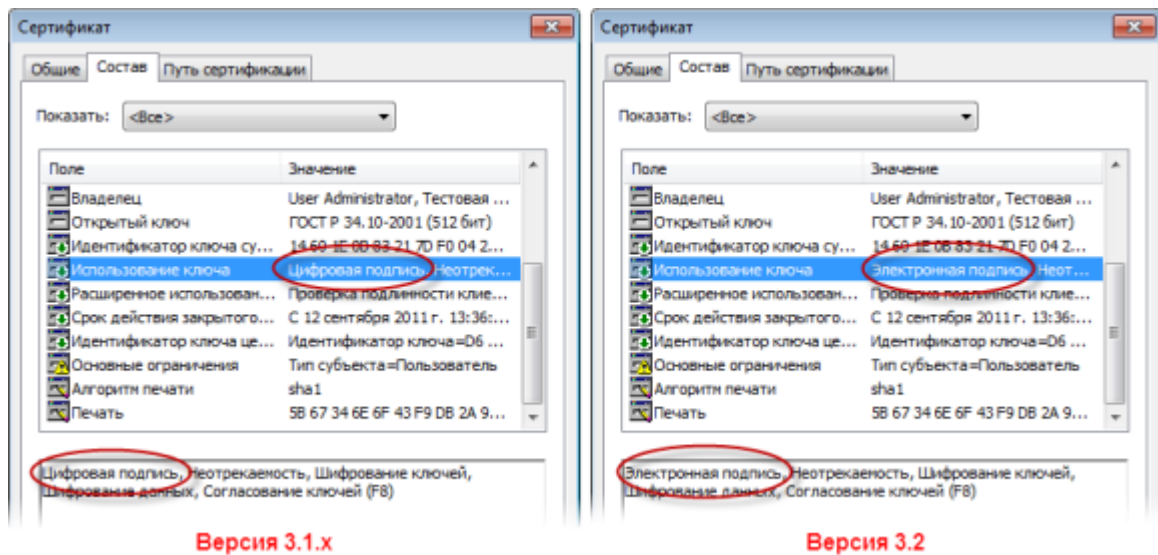 Сертификат
Общие Состав Путь сертификации
Показать: <Все>
Поле Значение
Владелец User Administrator, Тестовая ...
Открытый ключ ГОСТ Р 34.10-2001 (512 бит)
Идентификатор ключа су... 14 60 1E 0B 83 21 7D F0 04 2...
Использование ключа Цифровая подпись, Неотрек...
Расширенное использован... Проверка подлинности клие...
Срок действия закрытого... С 12 сентября 2011 г. 13:36:...
Идентификатор ключа це... Идентификатор ключа=D6 ...
Основные ограничения Тип субъекта=Пользователь
Алгоритм печати sha1
Печать 5B 67 34 6E 6F 43 F9 DB 2A 9...
Цифровая подпись, Неотрекаемость, Шифрование ключей,
Шифрование данных, Согласование ключей (F8)
Версия 3.1.x
Сертификат
Общие Состав Путь сертификации
Показать: <Все>
Поле Значение
Владелец User Administrator, Тестовая ...
Открытый ключ ГОСТ Р 34.10-2001 (512 бит)
Идентификатор ключа су... 14 60 1E 0B 83 21 7D F0 04 2...
Использование ключа Электронная подпись, Неот...
Расширенное использован... Проверка подлинности клие...
Срок действия закрытого... С 12 сентября 2011 г. 13:36:...
Идентификатор ключа це... Идентификатор ключа=D6 ...
Основные ограничения Тип субъекта=Пользователь
Алгоритм печати sha1
Печать 5B 67 34 6E 6F 43 F9 DB 2A 9...
Электронная подпись, Неотрекаемость, Шифрование ключей,
Шифрование данных, Согласование ключей (F8)
Версия 3.2